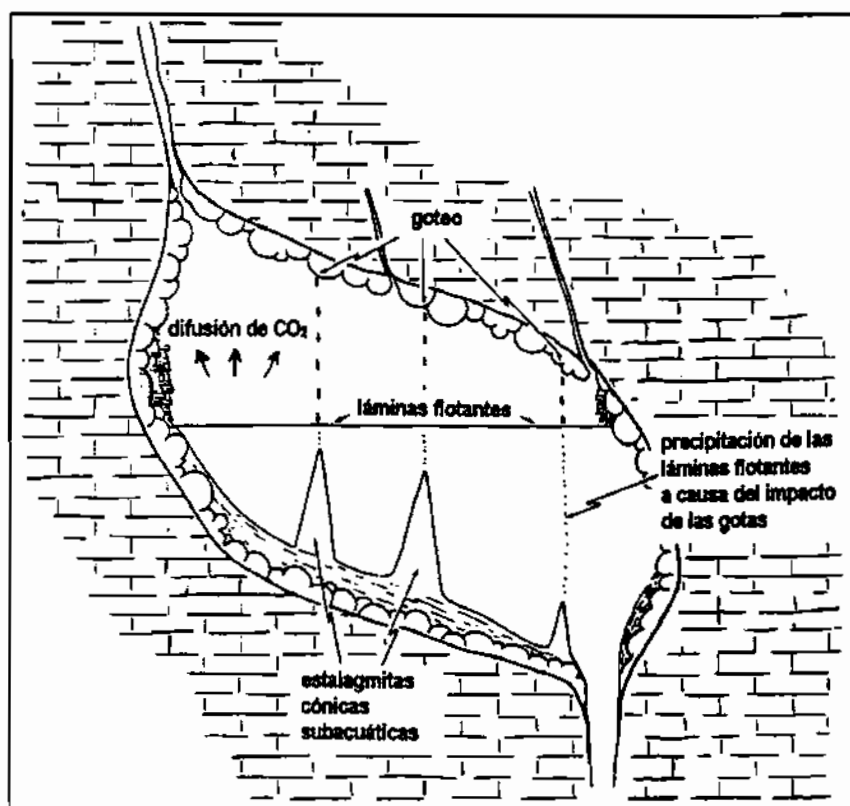 goteo
difusión de CO₂
láminas flotantes
precipitación de las
láminas flotantes
a causa del impacto
de las gotas
estalagmitas
cónicas
subacuáticas